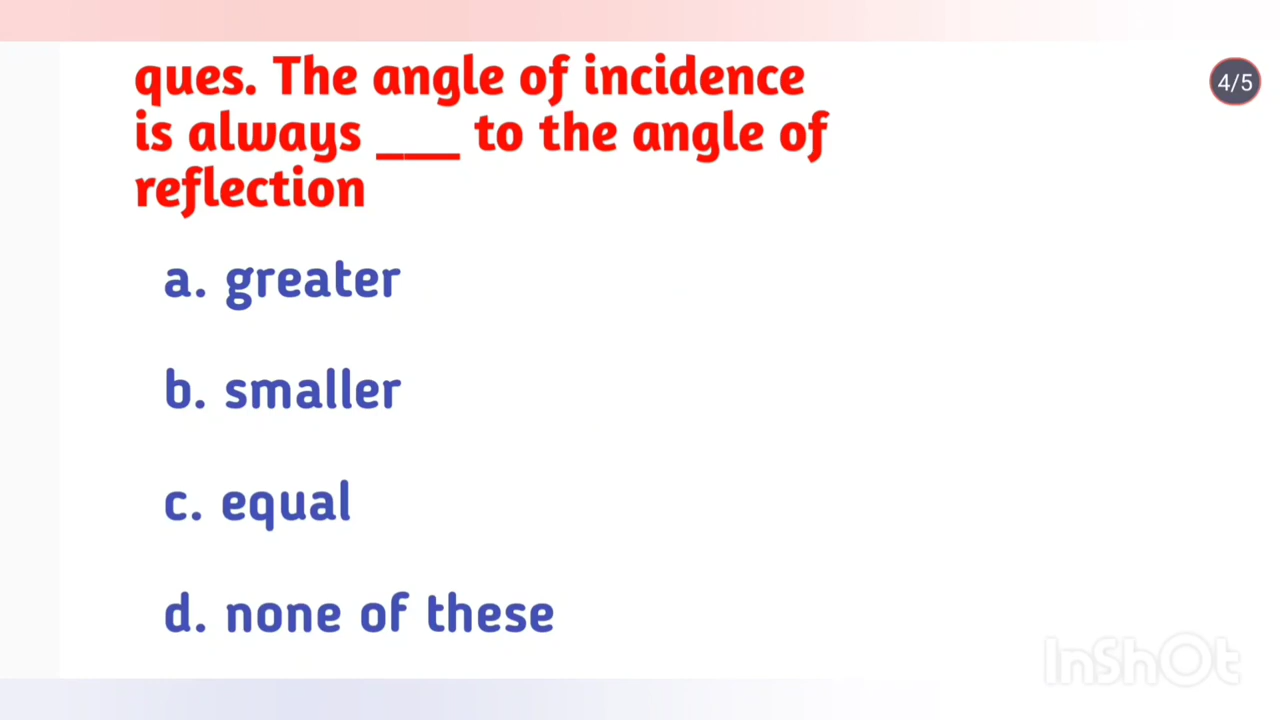 ques. The angle of incidence
is always ___ to the angle of
reflection
4/5
a. greater
b. smaller
c. equal
d. none of these
InShOt